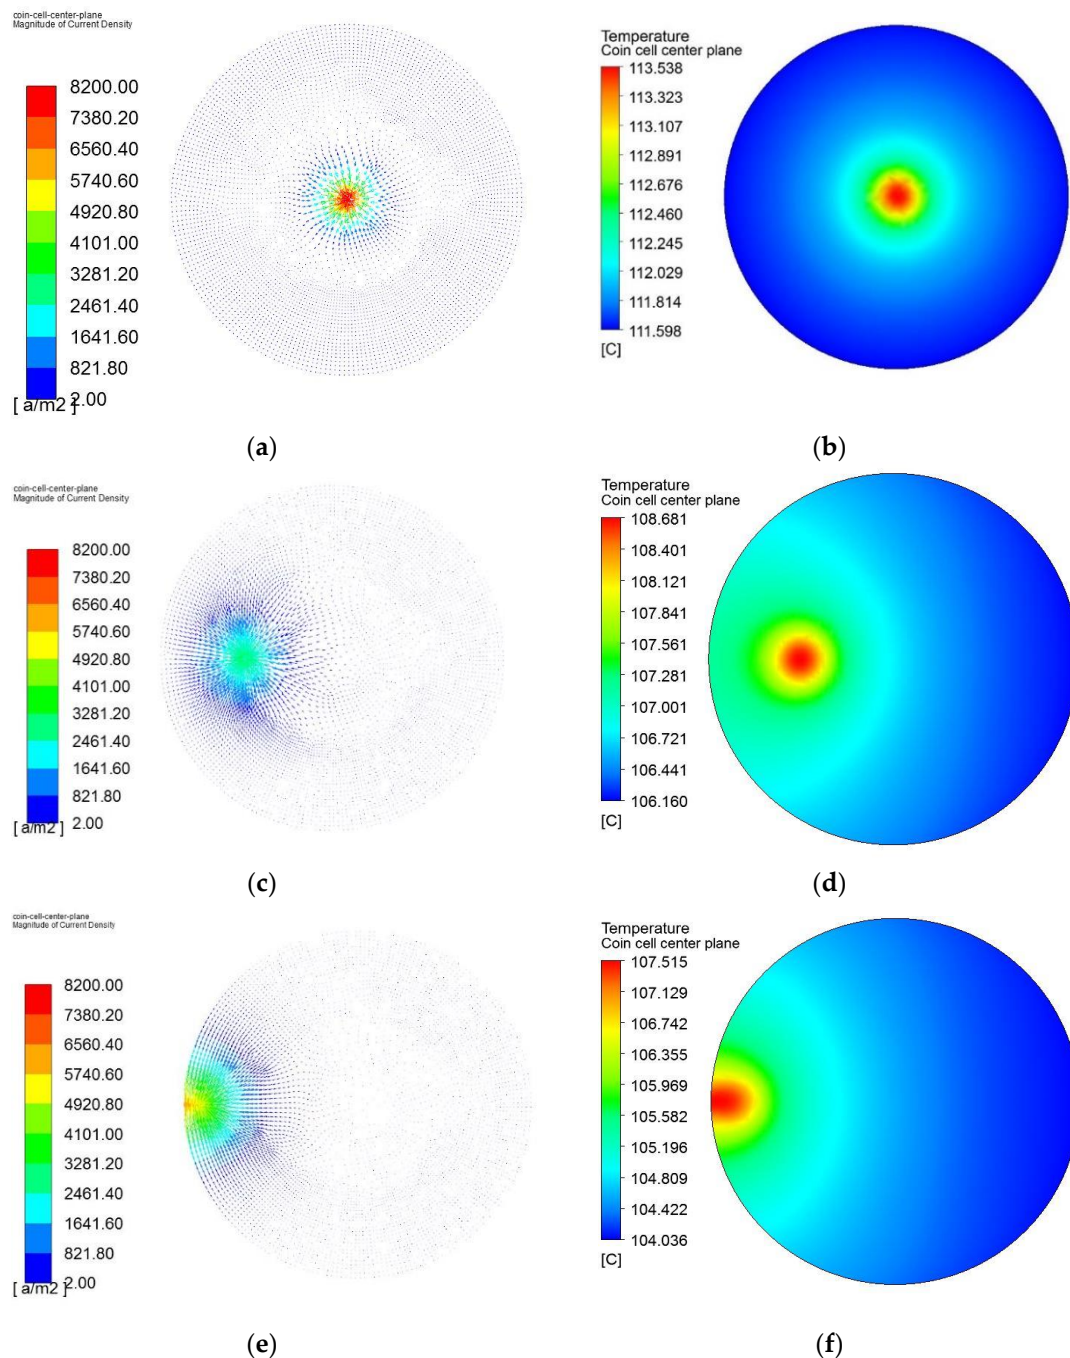 coin-cell-center-plane
Magnitude of Current Density
8200.00
7380.20
6560.40
5740.60
4920.80
4101.00
3281.20
2461.40
1641.60
821.80
2.00
[ a/m2 ]
(a)
Temperature
Coin cell center plane
113.538
113.323
113.107
112.891
112.676
112.460
112.245
112.029
111.814
111.598
[C]
(b)
coin-cell-center-plane
Magnitude of Current Density
8200.00
7380.20
6560.40
5740.60
4920.80
4101.00
3281.20
2461.40
1641.60
821.80
2.00
[ a/m2 ]
(c)
Temperature
Coin cell center plane
108.681
108.401
108.121
107.841
107.561
107.281
107.001
106.721
106.441
106.160
[C]
(d)
coin-cell-center-plane
Magnitude of Current Density
8200.00
7380.20
6560.40
5740.60
4920.80
4101.00
3281.20
2461.40
1641.60
821.80
2.00
[ a/m2 ]
(e)
Temperature
Coin cell center plane
107.515
107.129
106.742
106.355
105.969
105.582
105.196
104.809
104.422
104.036
[C]
(f)